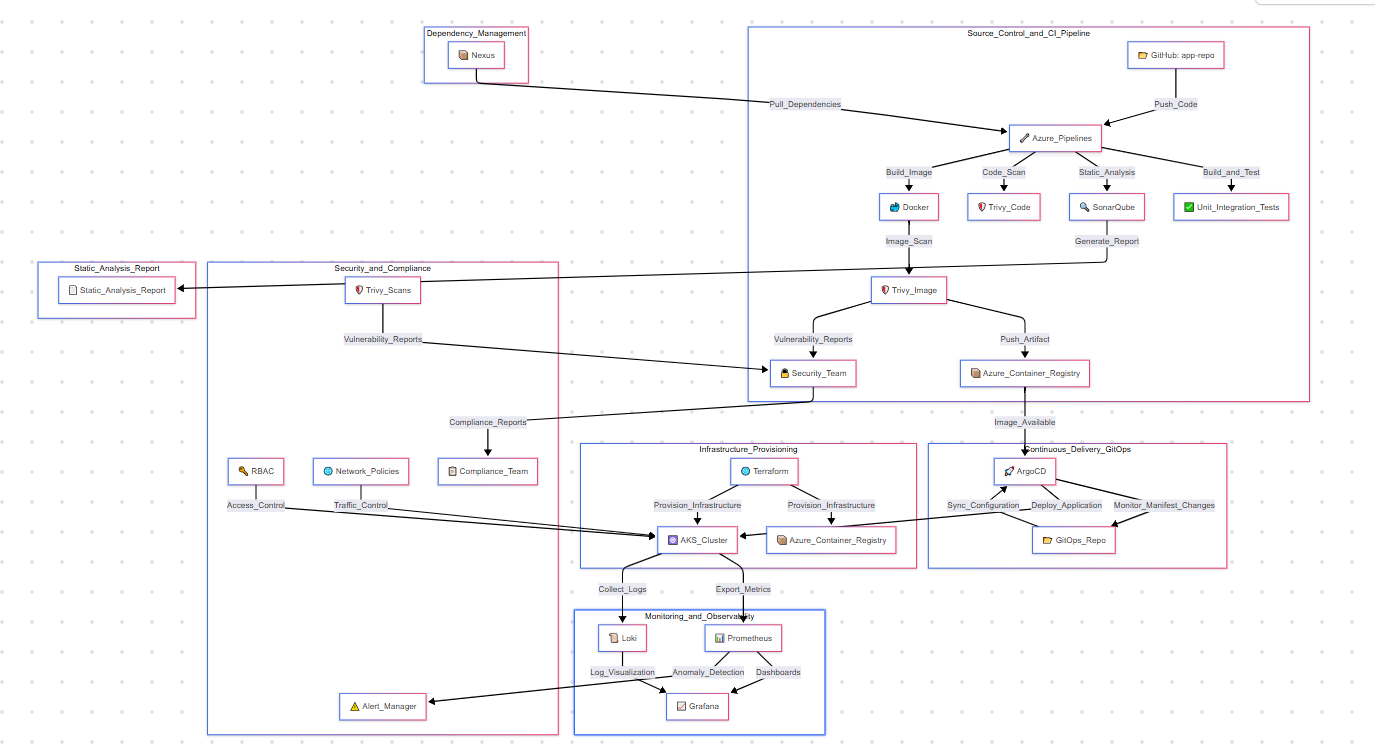 Dependency_Management
Nexus
Source_Control_and_CI_Pipeline
GitHub: app-repo
Pull_Dependencies
Push_Code
Azure_Pipelines
Build_Image
Code_Scan
Static_Analysis
Build_and_Test
Docker
Trivy_Code
SonarQube
Unit_Integration_Tests
Image_Scan
Generate_Report
Static_Analysis_Report
Static_Analysis_Report
Security_and_Compliance
Trivy_Scans
Trivy_Image
Vulnerability_Reports
Vulnerability_Reports
Push_Artifact
Security_Team
Azure_Container_Registry
Compliance_Reports
Image_Available
Infrastructure_Provisioning
Continuous_Delivery_GitOps
RBAC
Network_Policies
Compliance_Team
Terraform
ArgoCD
Access_Control
Traffic_Control
Provision_Infrastructure
Provision_Infrastructure
Sync_Configuration
Deploy_Application
Monitor_Manifest_Changes
AKS_Cluster
Azure_Container_Registry
GitOps_Repo
Collect_Logs
Export_Metrics
Monitoring_and_Observability
Loki
Prometheus
Log_Visualization
Anomaly_Detection
Dashboards
Alert_Manager
Grafana